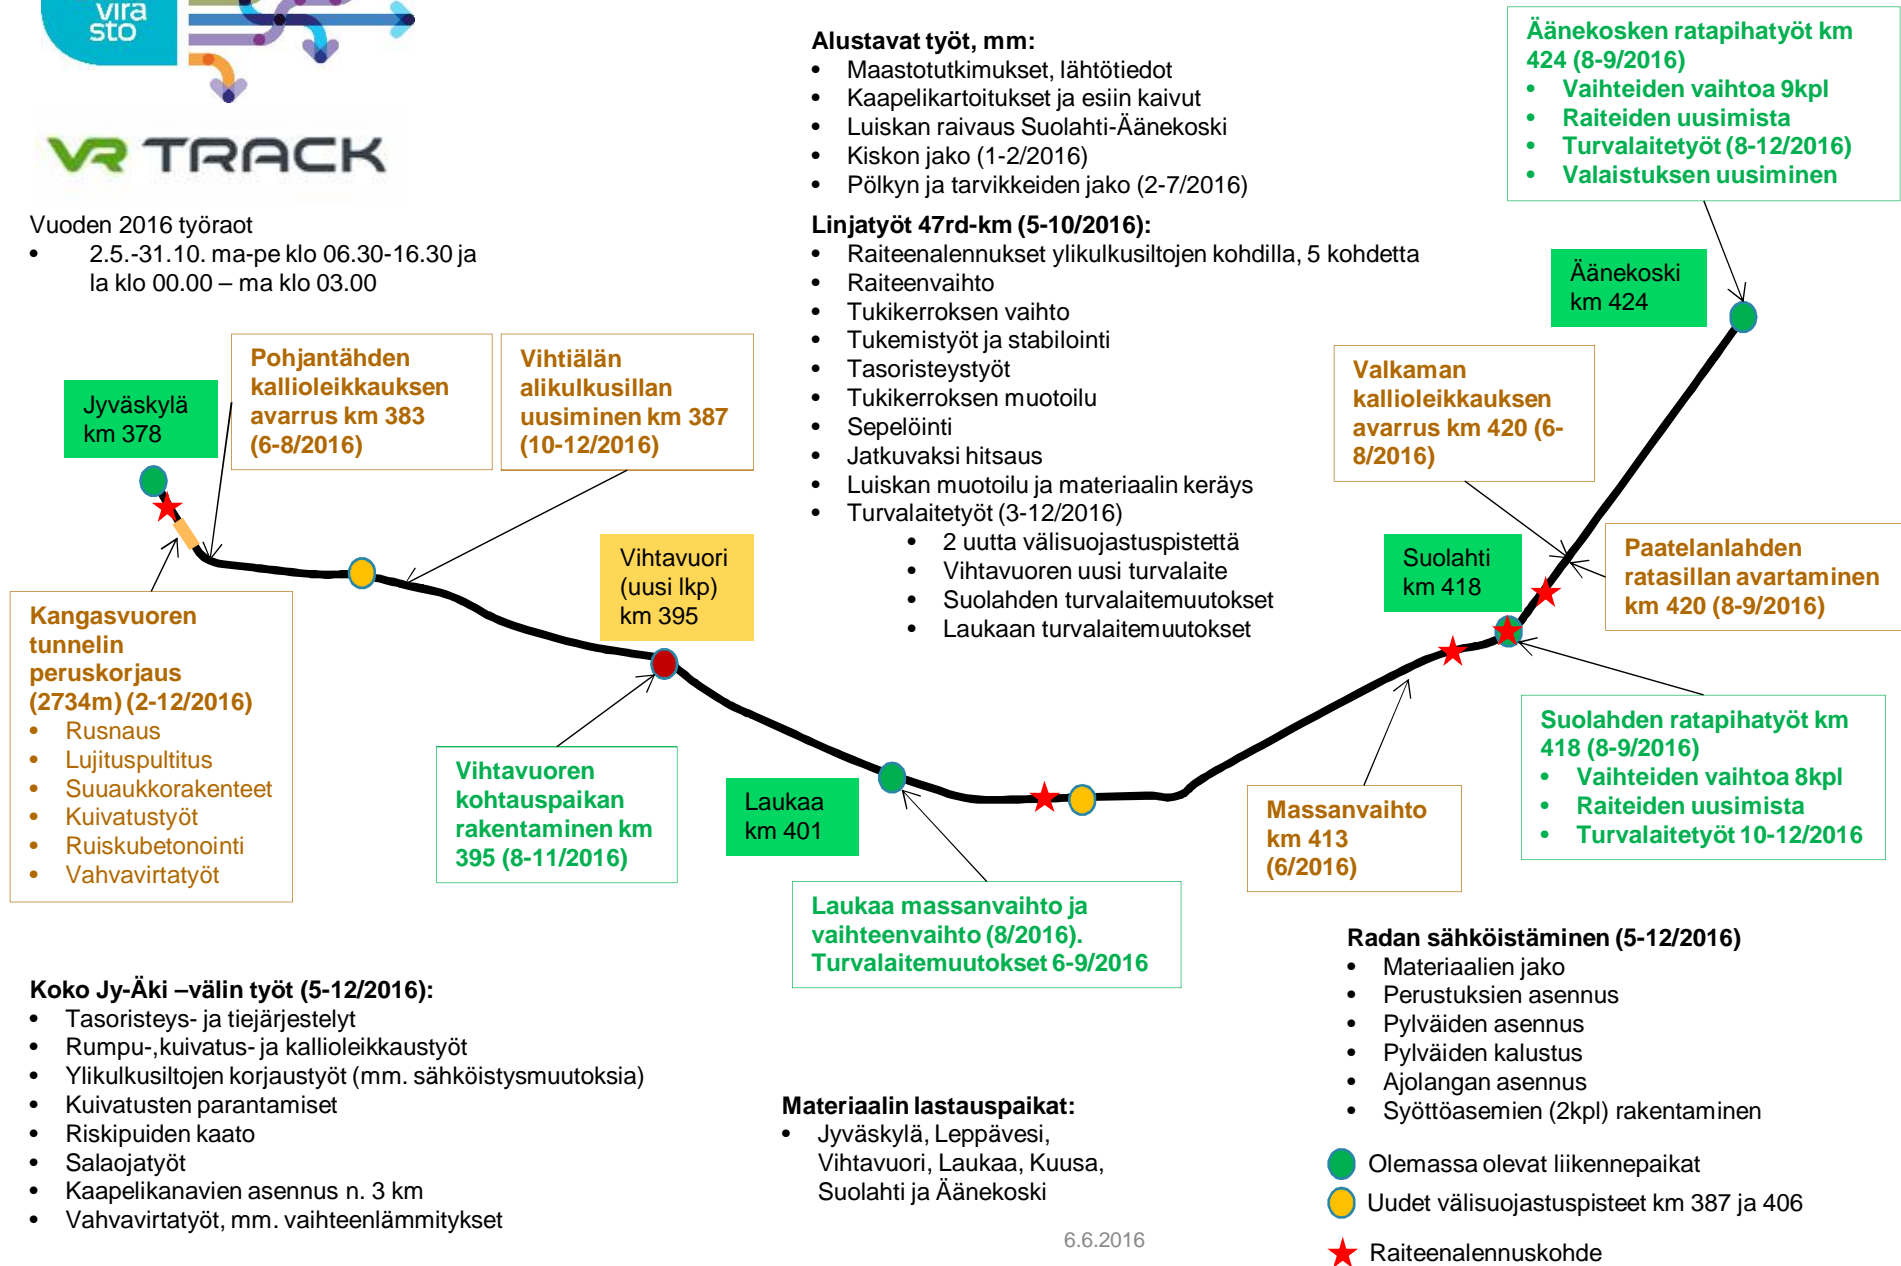 vira
sto
VR TRACK
Vuoden 2016 työraot
• 2.5.-31.10. ma-pe klo 06.30-16.30 ja
la klo 00.00 – ma klo 03.00
Alustavat työt, mm:
• Maastotutkimukset, lähtötiedot
• Kaapelikartoitukset ja esiin kaivut
• Luiskan raivaus Suolahti-Äänekoski
• Kiskon jako (1-2/2016)
• Pölkyn ja tarvikkeiden jako (2-7/2016)
Linjatyöt 47rd-km (5-10/2016):
• Raiteenalennukset ylikulkusiltojen kohdilla, 5 kohdetta
• Raiteenvaihto
• Tukikerroksen vaihto
• Tukemistyöt ja stabilointi
• Tasoristeystyöt
• Tukikerroksen muotoilu
• Sepelöinti
• Jatkuvaksi hitsaus
• Luiskan muotoilu ja materiaalin keräys
• Turvalaitetyöt (3-12/2016)
• 2 uutta välisuojastuspistettä
• Vihtavuoren uusi turvalaite
• Suolahden turvalaitemuutokset
• Laukaan turvalaitemuutokset
Äänekosken ratapihatyöt km
424 (8-9/2016)
• Vaihteiden vaihtoa 9kpl
• Raiteiden uusimista
• Turvalaitetyöt (8-12/2016)
• Valaistuksen uusiminen
Äänekoski
km 424
Jyväskylä
km 378
Pohjantähden
kallioleikkauksen
avarrus km 383
(6-8/2016)
Vihtiälän
alikulkusillan
uusiminen km 387
(10-12/2016)
Valkaman
kallioleikkauksen
avarrus km 420 (6-
8/2016)
Vihtavuori
(uusi lkp)
km 395
Suolahti
km 418
Paatelanlahden
ratasillan avartaminen
km 420 (8-9/2016)
Kangasvuoren
tunnelin
peruskorjaus
(2734m) (2-12/2016)
• Rusnaus
• Lujituspultitus
• Suuaukkorakenteet
• Kuivatustyöt
• Ruiskubetonointi
• Vahvavirtatyöt
Vihtavuoren
kohtauspaikan
rakentaminen km
395 (8-11/2016)
Laukaa
km 401
Laukaa massanvaihto ja
vaihteenvaihto (8/2016).
Turvalaitemuutokset 6-9/2016
Massanvaihto
km 413
(6/2016)
Suolahden ratapihatyöt km
418 (8-9/2016)
• Vaihteiden vaihtoa 8kpl
• Raiteiden uusimista
• Turvalaitetyöt 10-12/2016
Koko Jy-Äki –välin työt (5-12/2016):
• Tasoristeys- ja tiejärjestelyt
• Rumpu-,kuivatus- ja kallioleikkaustyöt
• Ylikulkusiltojen korjaustyöt (mm. sähköistysmuutoksia)
• Kuivatusten parantamiset
• Riskipuiden kaato
• Salaojatyöt
• Kaapelikanavien asennus n. 3 km
• Vahvavirtatyöt, mm. vaihteenlämmitykset
Materiaalin lastauspaikat:
• Jyväskylä, Leppävesi,
Vihtavuori, Laukaa, Kuusa,
Suolahti ja Äänekoski
Radan sähköistäminen (5-12/2016)
• Materiaalien jako
• Perustuksien asennus
• Pylväiden asennus
• Pylväiden kalustus
• Ajolangan asennus
• Syöttöasemien (2kpl) rakentaminen
Olemassa olevat liikennepaikat
Uudet välisuojastuspisteet km 387 ja 406
Raiteenalennuskohde
6.6.2016